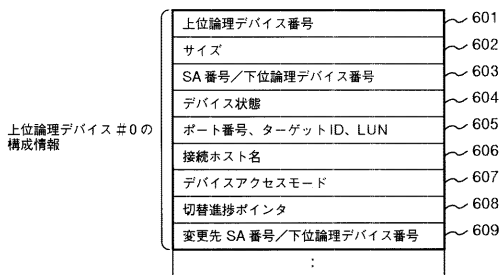 上位論理デバイス番号 601
サイズ 602
SA番号／下位論理デバイス番号 603
デバイス状態 604
ポート番号、ターゲットID、LUN 605
上位論理デバイス #0の
構成情報
接続ホスト名 606
デバイスアクセスモード 607
切替進捗ポインタ 608
変更先SA番号／下位論理デバイス番号 609
: